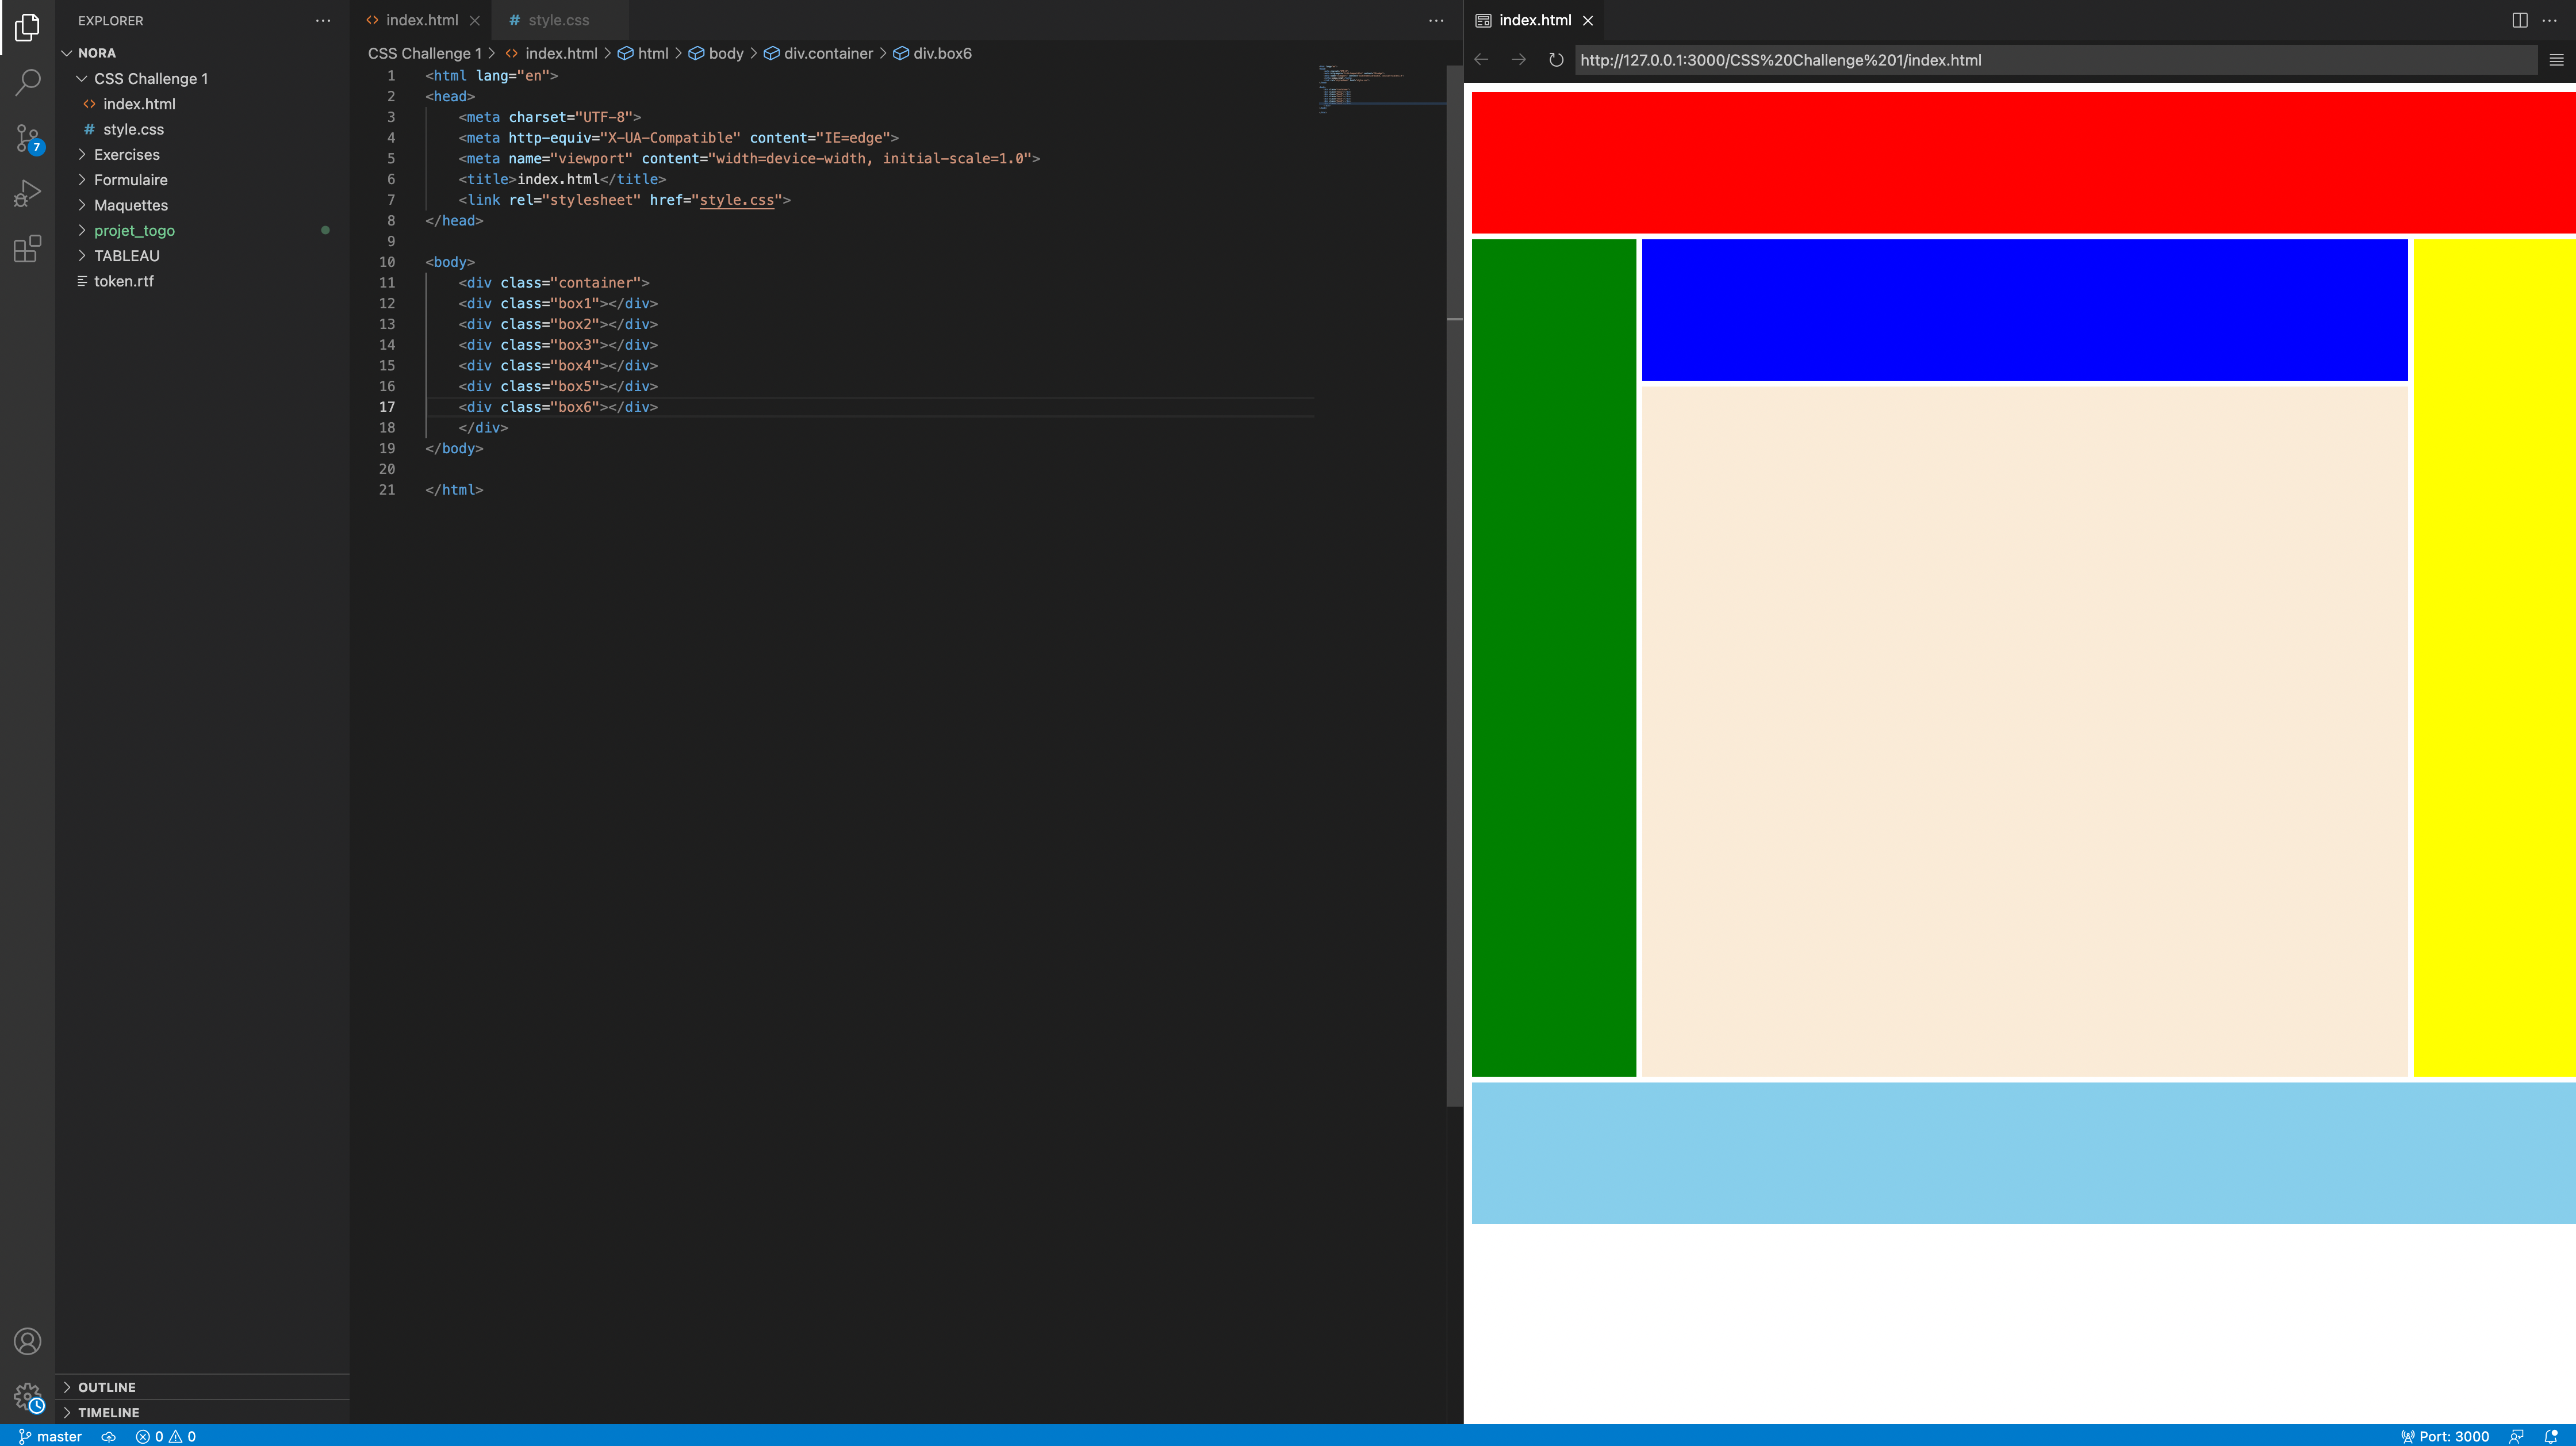 EXPLORER
NORA
CSS Challenge 1
index.html
style.css
Exercises
Formulaire
Maquettes
projet_togo
TABLEAU
token.rtf
OUTLINE
TIMELINE
7
index.html
# style.css
CSS Challenge 1 > index.html > html > body > div.container > div.box6
1 <html lang="en">
2 <head>
3 <meta charset="UTF-8">
4 <meta http-equiv="X-UA-Compatible" content="IE=edge">
5 <meta name="viewport" content="width=device-width, initial-scale=1.0">
6 <title>index.html</title>
7 <link rel="stylesheet" href="style.css">
8 </head>
9
10 <body>
11 <div class="container">
12 <div class="box1"></div>
13 <div class="box2"></div>
14 <div class="box3"></div>
15 <div class="box4"></div>
16 <div class="box5"></div>
17 <div class="box6"></div>
18 </div>
19 </body>
20
21 </html>
index.html
http://127.0.0.1:3000/CSS%20Challenge%201/index.html
master 0 0
Port: 3000